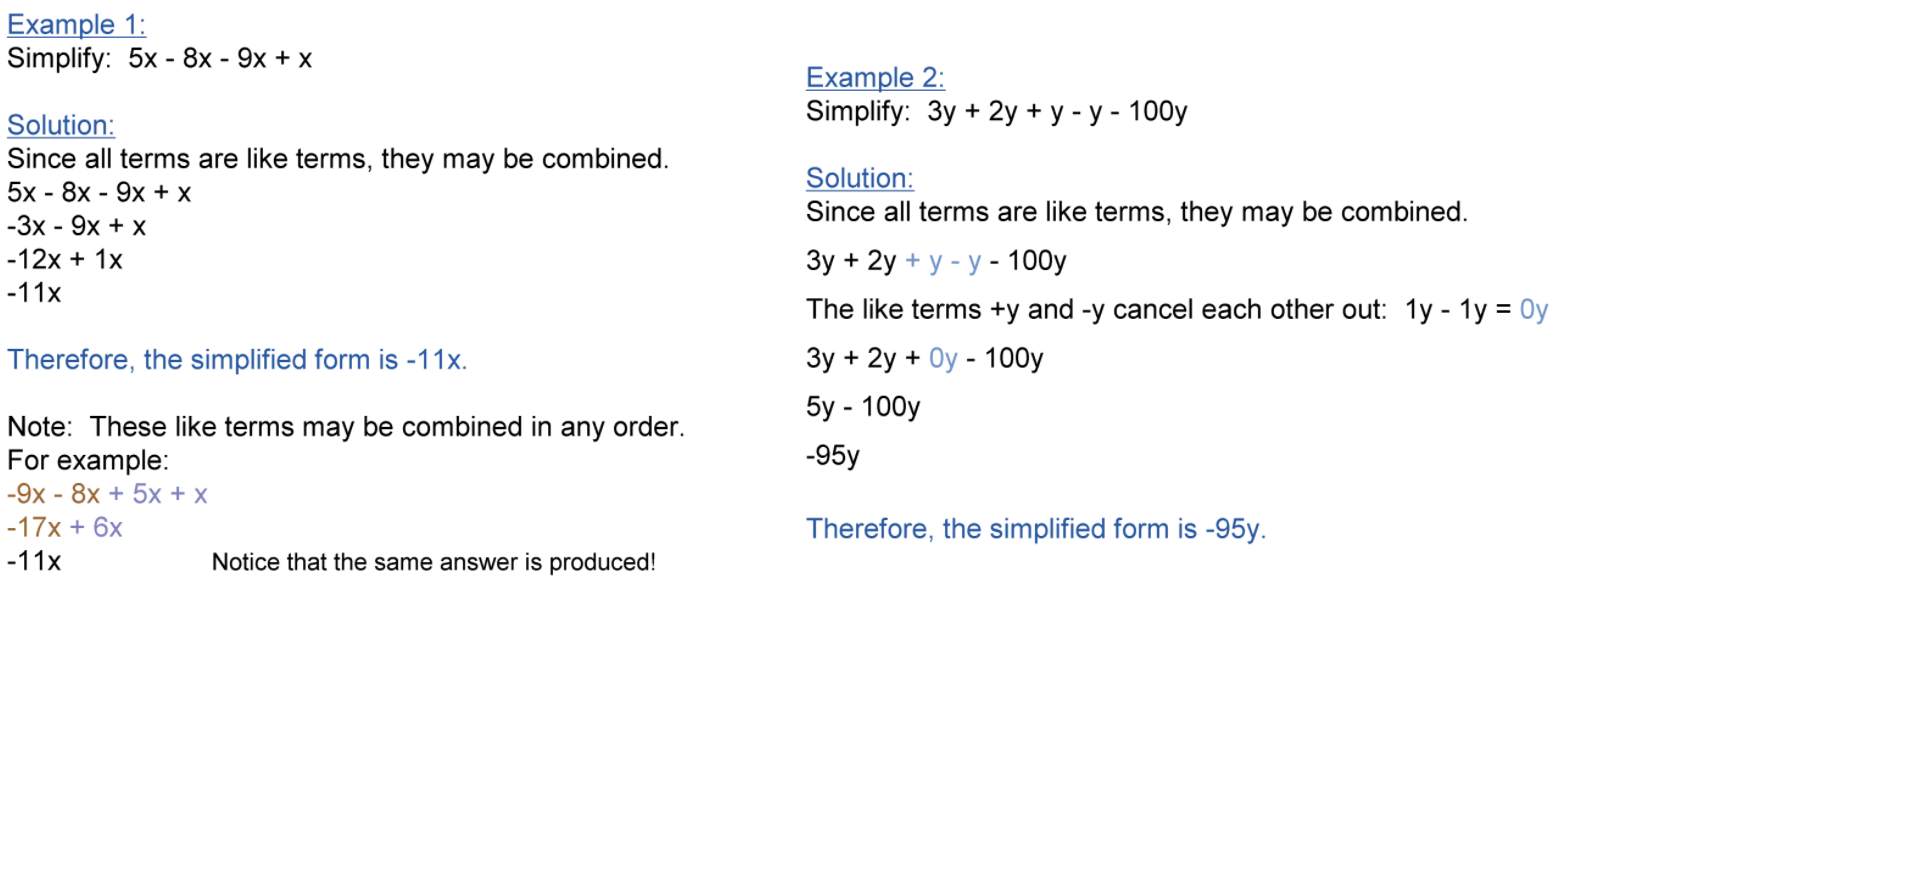 Example 1:
Simplify:  5x - 8x - 9x + x
Solution:
Since all terms are like terms, they may be combined.
5x - 8x - 9x + x
-3x - 9x + x
-12x + 1x
-11x
Therefore, the simplified form is -11x.
Note:  These like terms may be combined in any order.
For example:
-9x - 8x + 5x + x
-17x + 6x
-11x Notice that the same answer is produced!
Example 2:
Simplify:  3y + 2y + y - y - 100y
Solution:
Since all terms are like terms, they may be combined.
3y + 2y + y - y - 100y
The like terms +y and -y cancel each other out:  1y - 1y = 0y
3y + 2y + 0y - 100y
5y - 100y
-95y
Therefore, the simplified form is -95y.